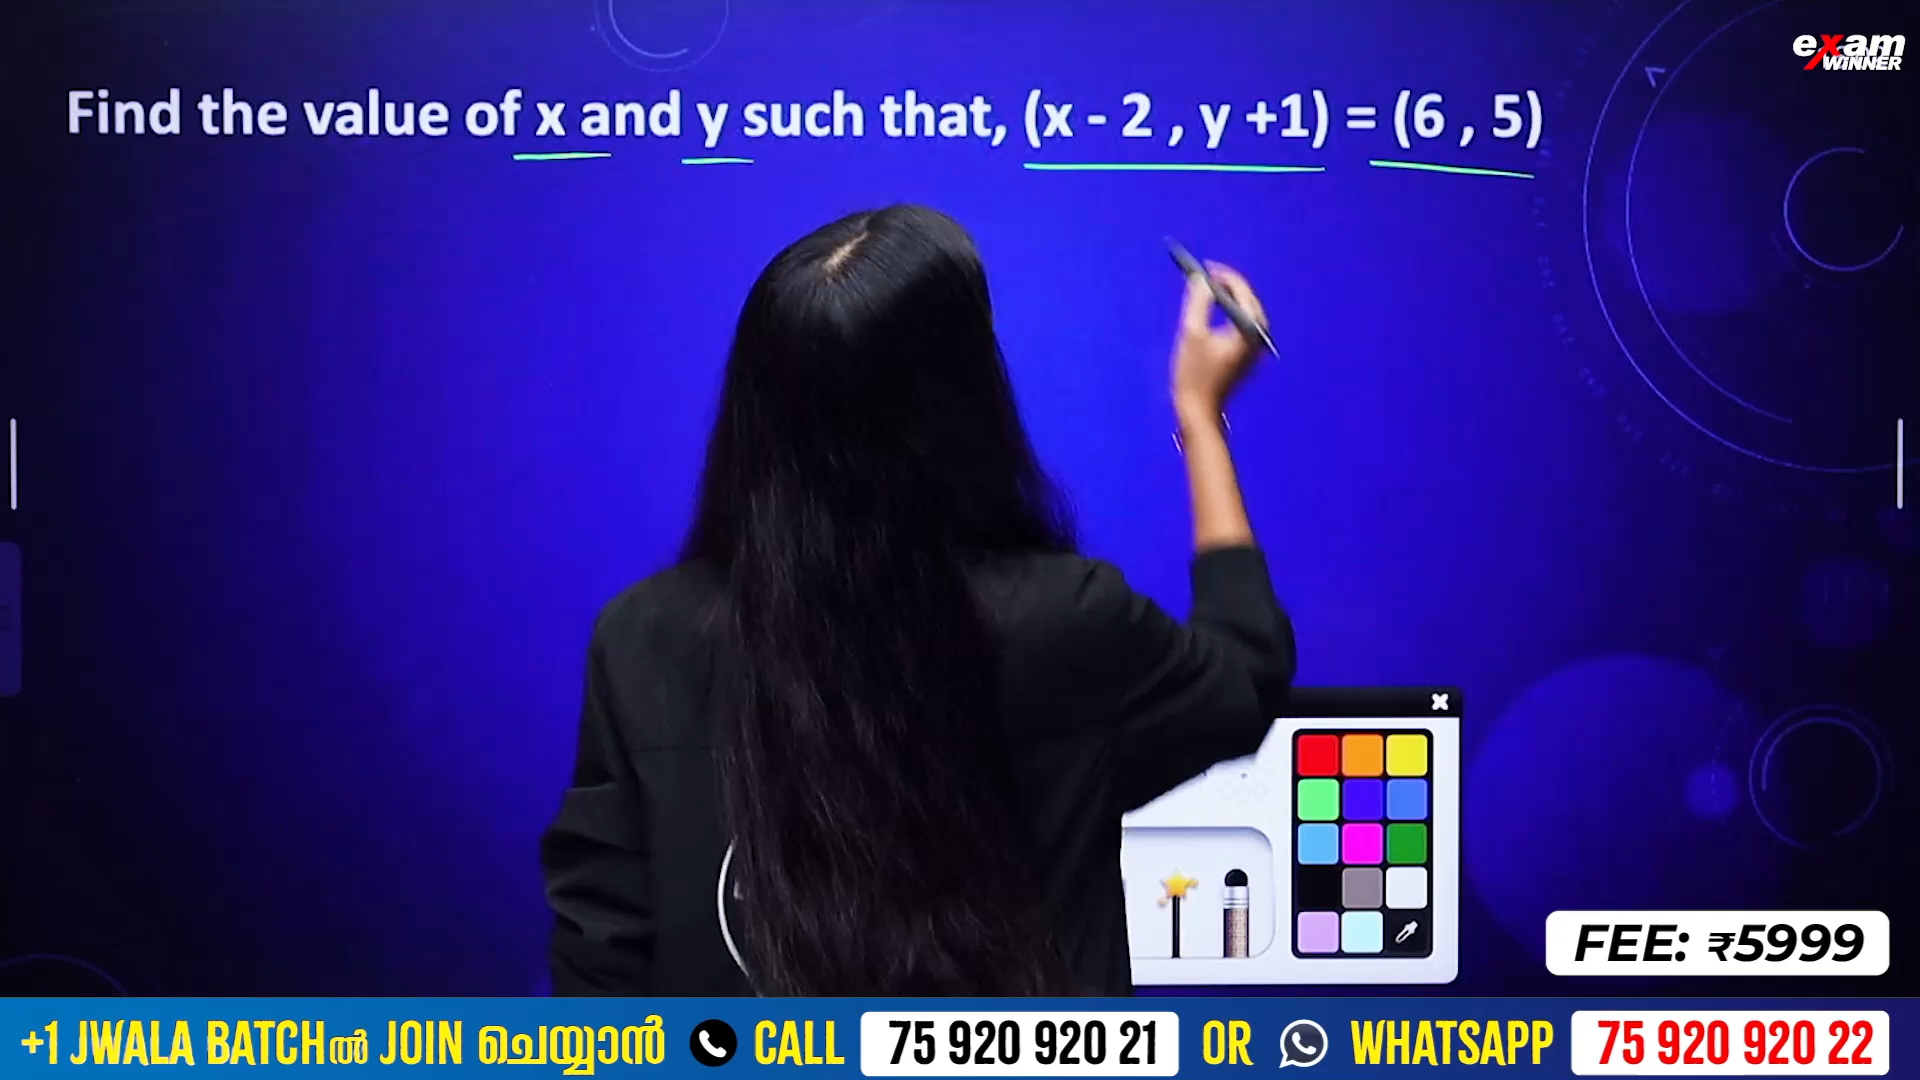 exam
WINNER
Find the value of x and y such that, (x - 2 , y +1) = (6 , 5)
FEE: ₹5999
+1 JWALA BATCHൽ JOIN ചെയ്യാൻ CALL 75 920 920 21 OR WHATSAPP 75 920 920 22